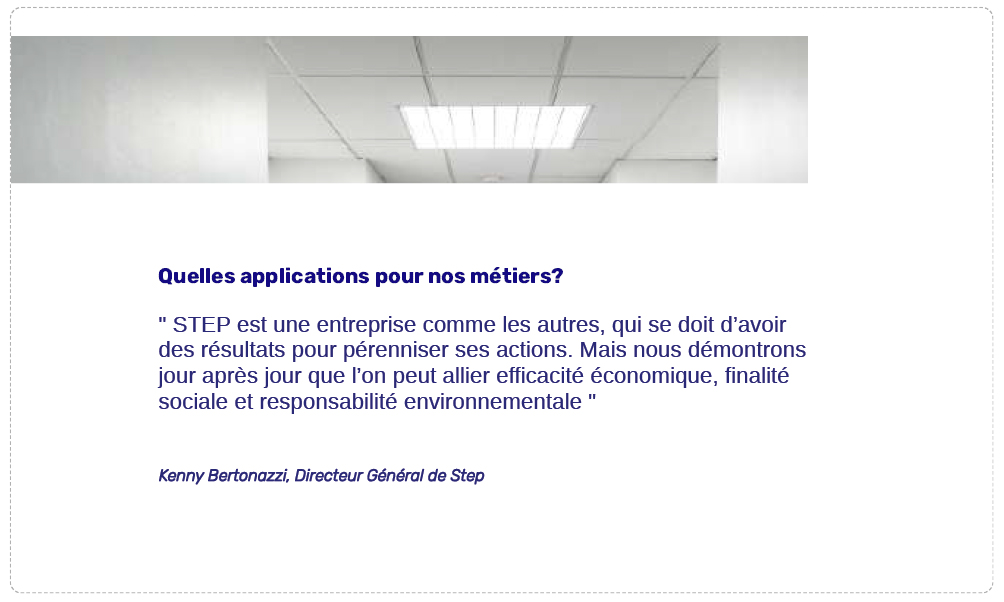 Quelles applications pour nos métiers?
" STEP est une entreprise comme les autres, qui se doit d’avoir
des résultats pour pérenniser ses actions. Mais nous démontrons
jour après jour que l’on peut allier efficacité économique, finalité
sociale et responsabilité environnementale "
Kenny Bertonazzi, Directeur Général de Step